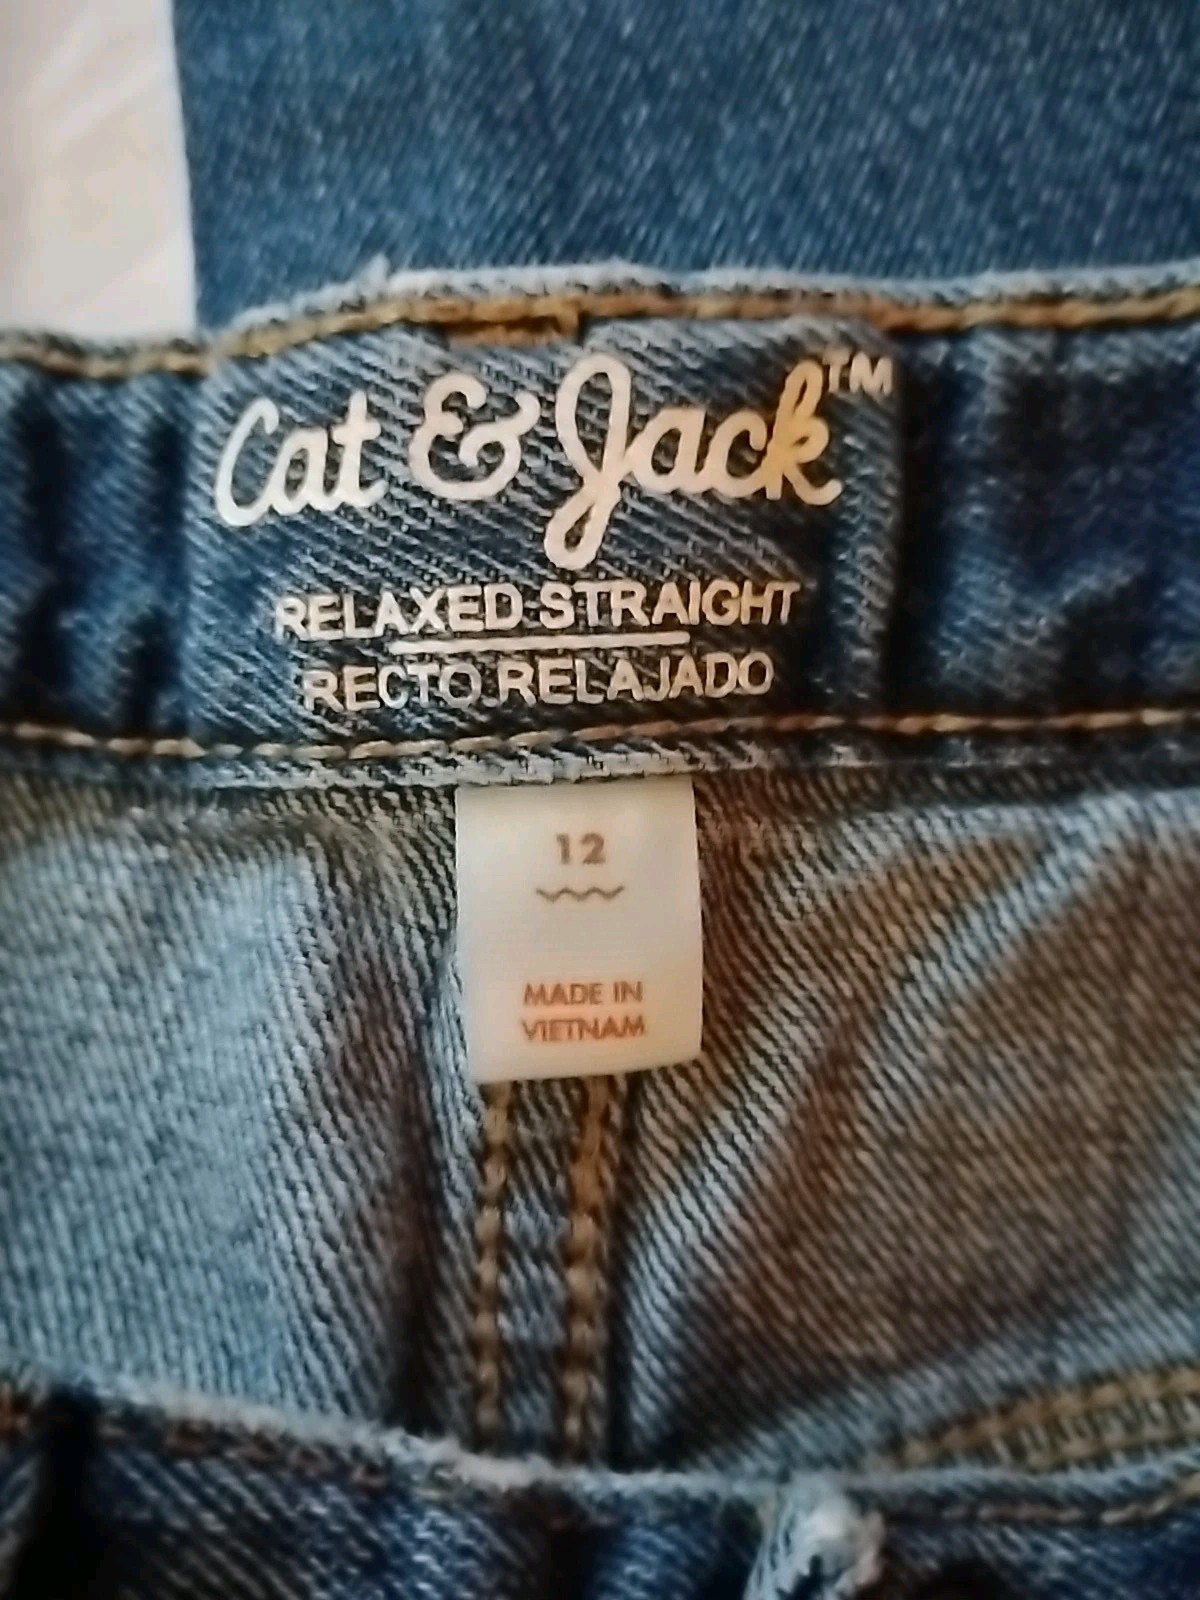 Cat & Jack™
RELAXED STRAIGHT
RECTO RELAJADO
12
MADE IN
VIETNAM